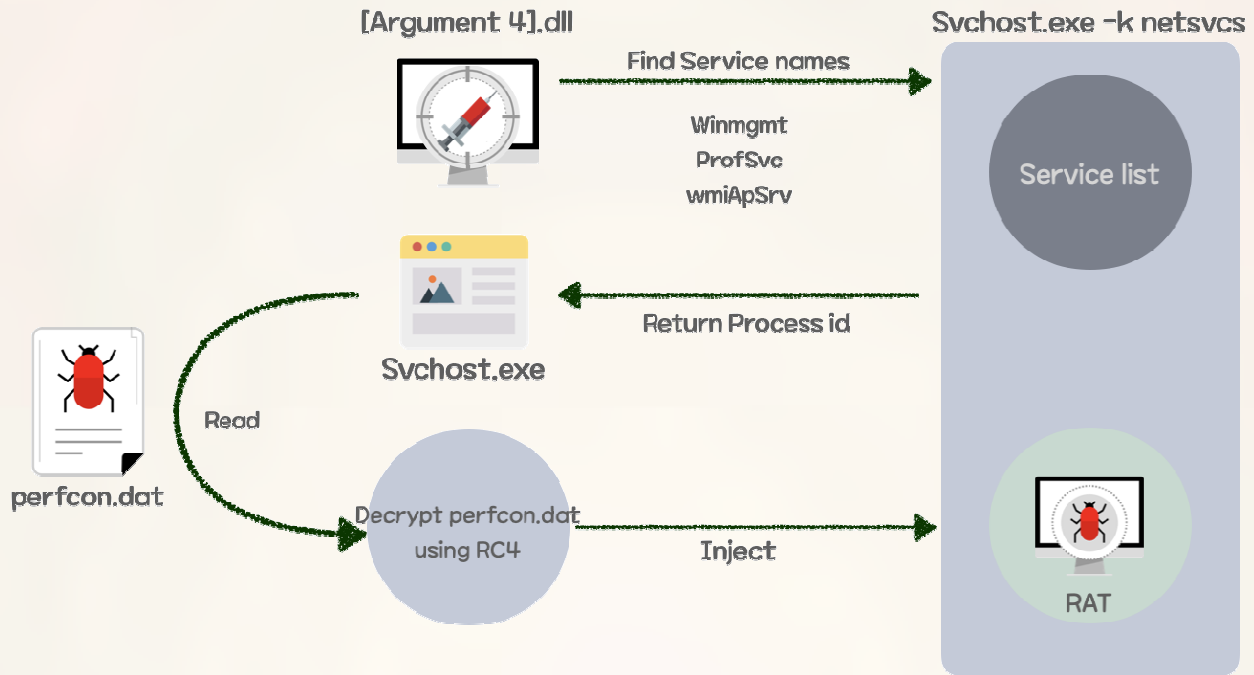 [Argument 4].dll
Svchost.exe -k netsvcs
Find Service names
Winmgmt
ProfSvc
wmiApSrv
Service list
Return Process id
Svchost.exe
Read
perfcon.dat
Decrypt perfcon.dat
using RC4
Inject
RAT